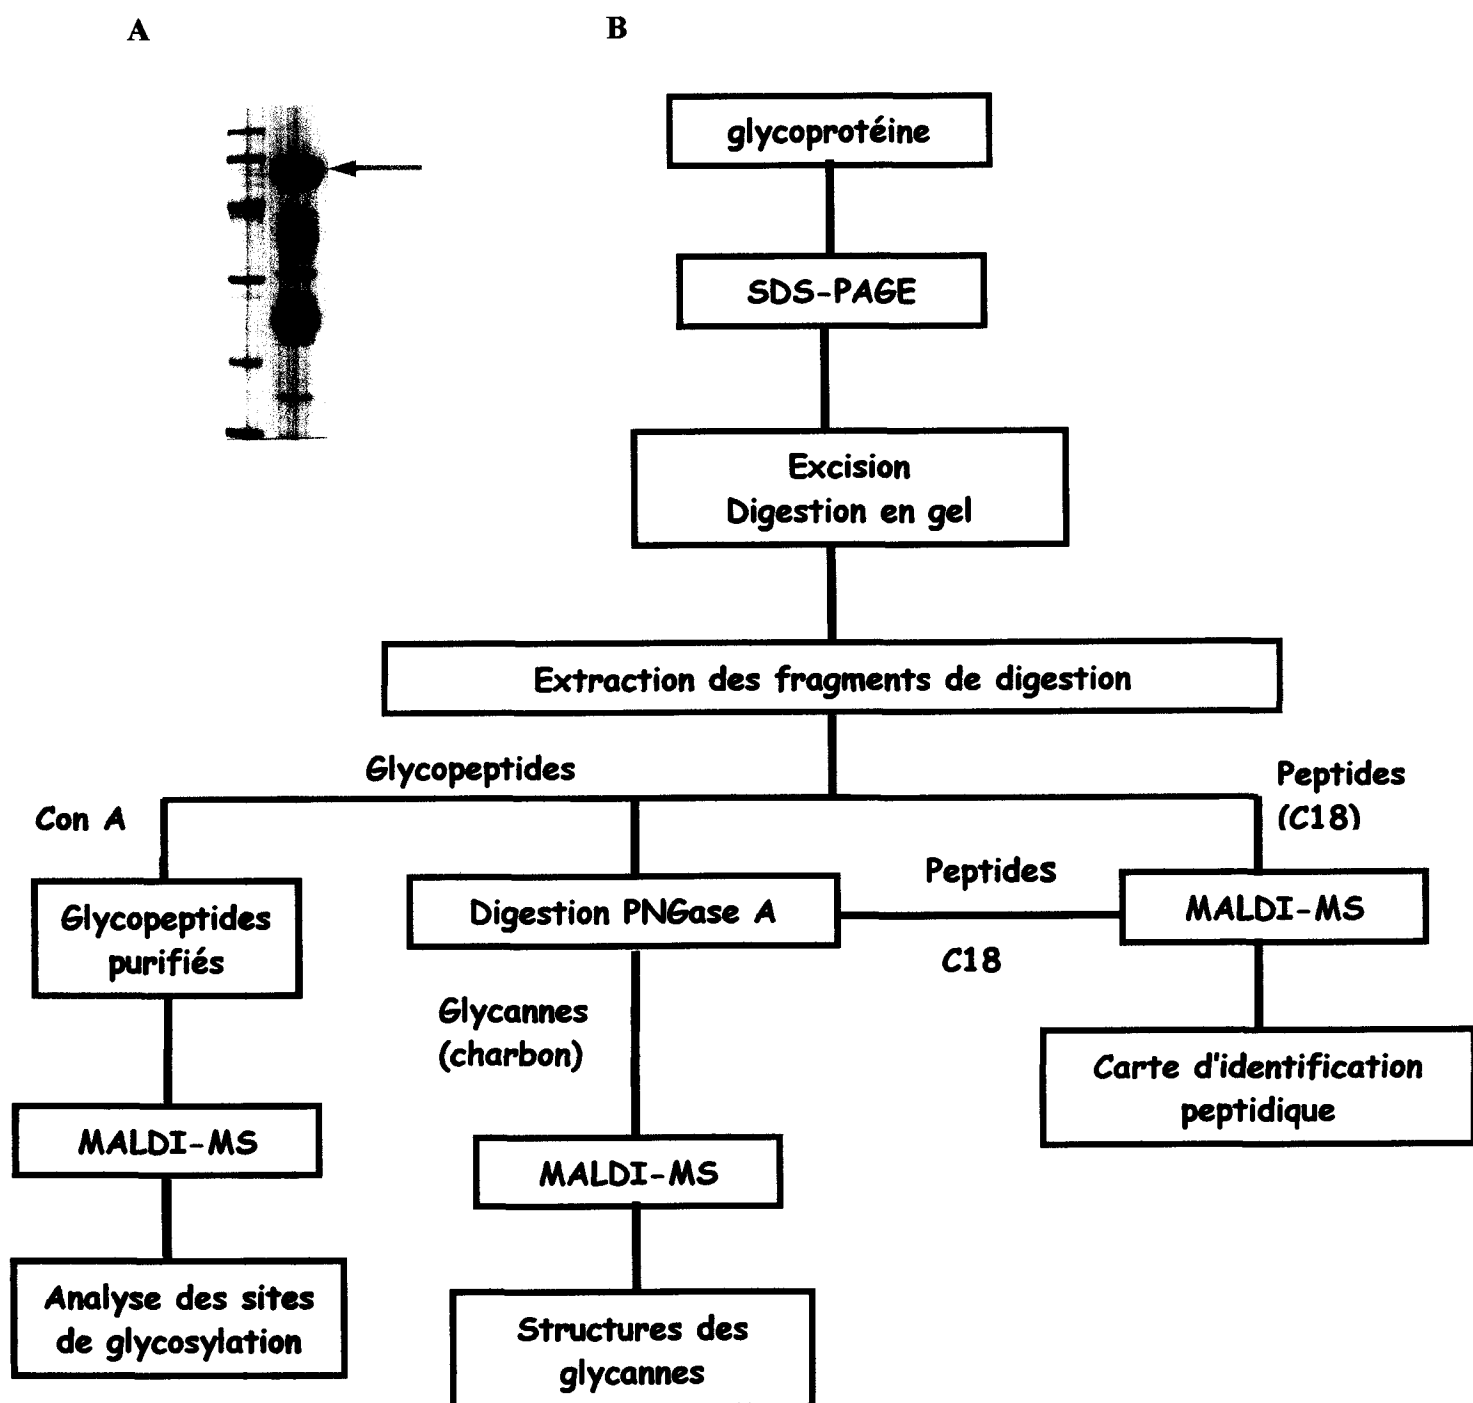 A
B
glycoprotéine
SDS-PAGE
Excision
Digestion en gel
Extraction des fragments de digestion
Glycopeptides
Peptides
(C18)
Con A
Peptides
Glycopeptides
purifiés
Digestion PNGase A
MALDI-MS
C18
Glycannes
(charbon)
Carte d'identification
peptidique
MALDI-MS
MALDI-MS
Analyse des sites
de glycosylation
Structures des
glycannes